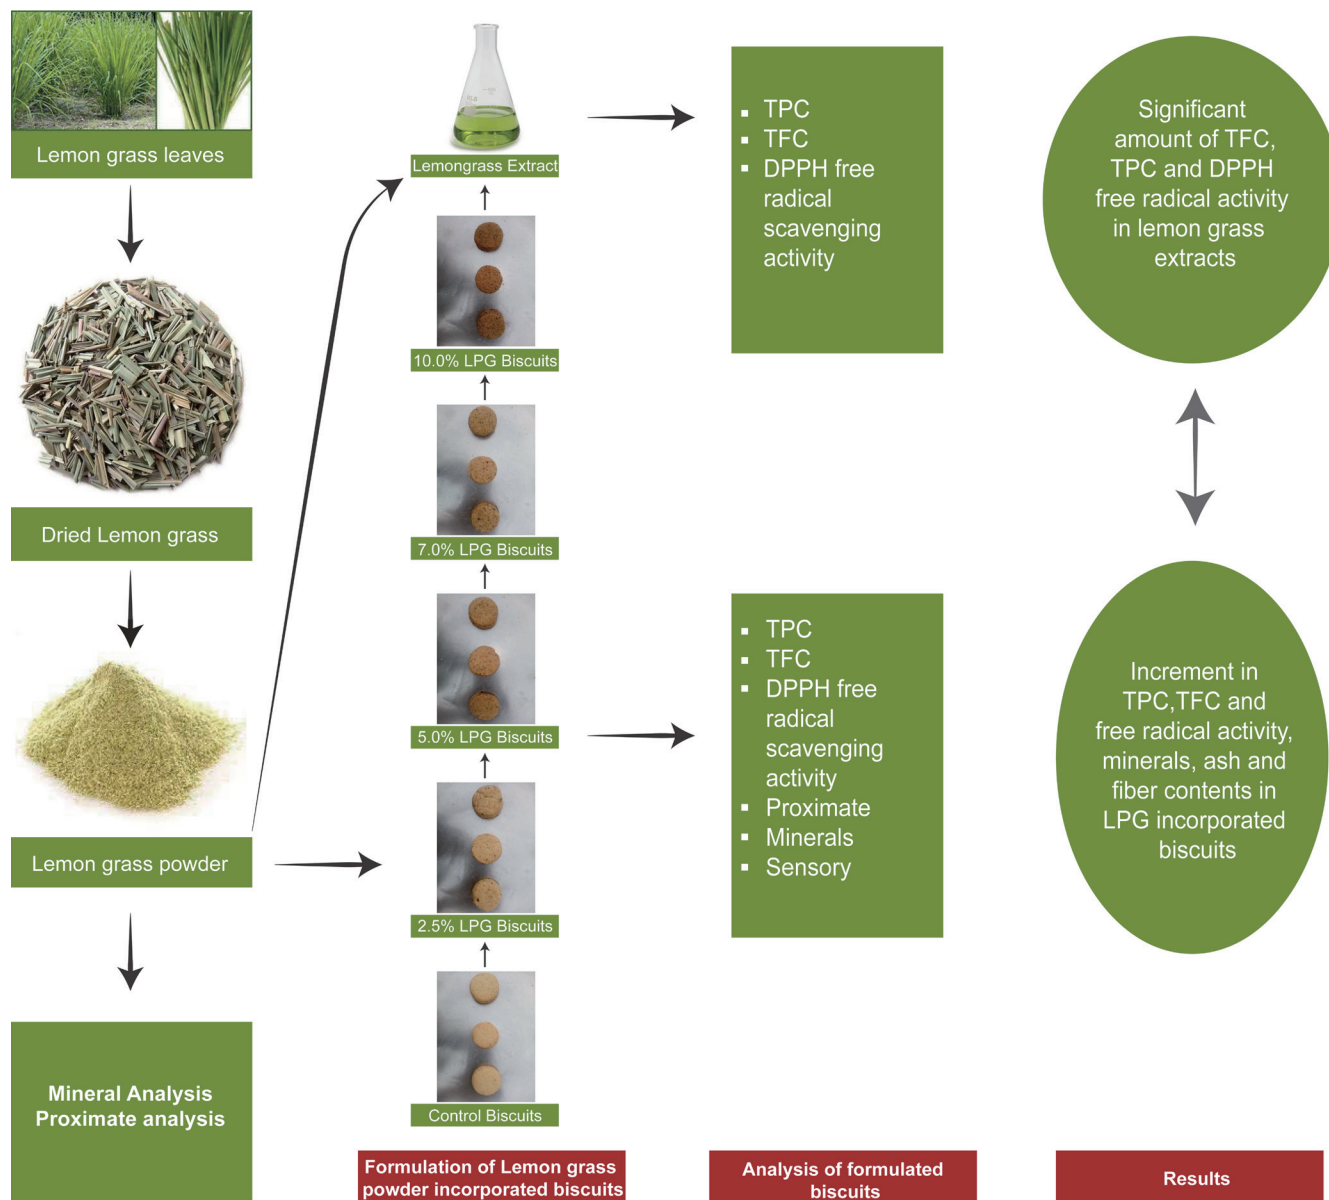 Lemon grass leaves
Dried Lemon grass
Lemon grass powder
Mineral Analysis
Proximate analysis
Lemongrass Extract
10.0% LPG Biscuits
7.0% LPG Biscuits
5.0% LPG Biscuits
2.5% LPG Biscuits
Control Biscuits
Formulation of Lemon grass
powder incorporated biscuits
▪ TPC
▪ TFC
▪ DPPH free
radical
scavenging
activity
▪ TPC
▪ TFC
▪ DPPH free
radical
scavenging
activity
▪ Proximate
▪ Minerals
▪ Sensory
Analysis of formulated
biscuits
Significant
amount of TFC,
TPC and DPPH
free radical activity
in lemon grass
extracts
Increment in
TPC,TFC and
free radical activity,
minerals, ash and
fiber contents in
LPG incorporated
biscuits
Results